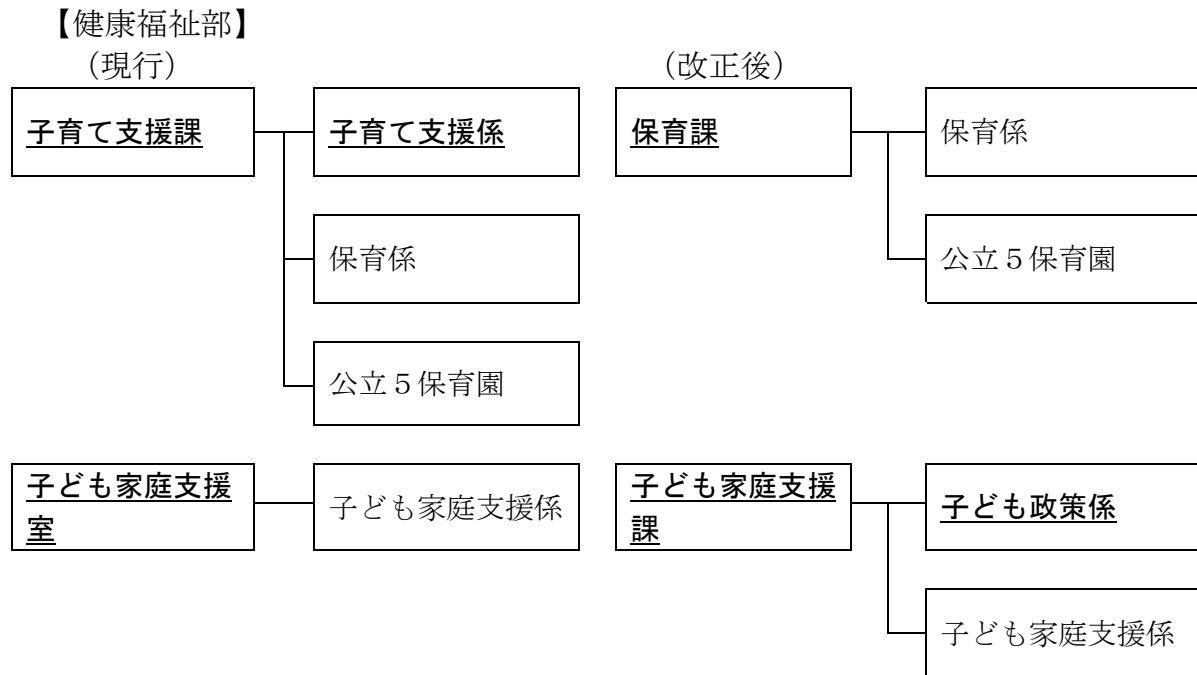 【健康福祉部】
（現行）
（改正後）
子育て支援課
子育て支援係
保育課
保育係
保育係
公立５保育園
公立５保育園
子ども家庭支援
室
子ども家庭支援係
子ども家庭支援
課
子ども政策係
子ども家庭支援係